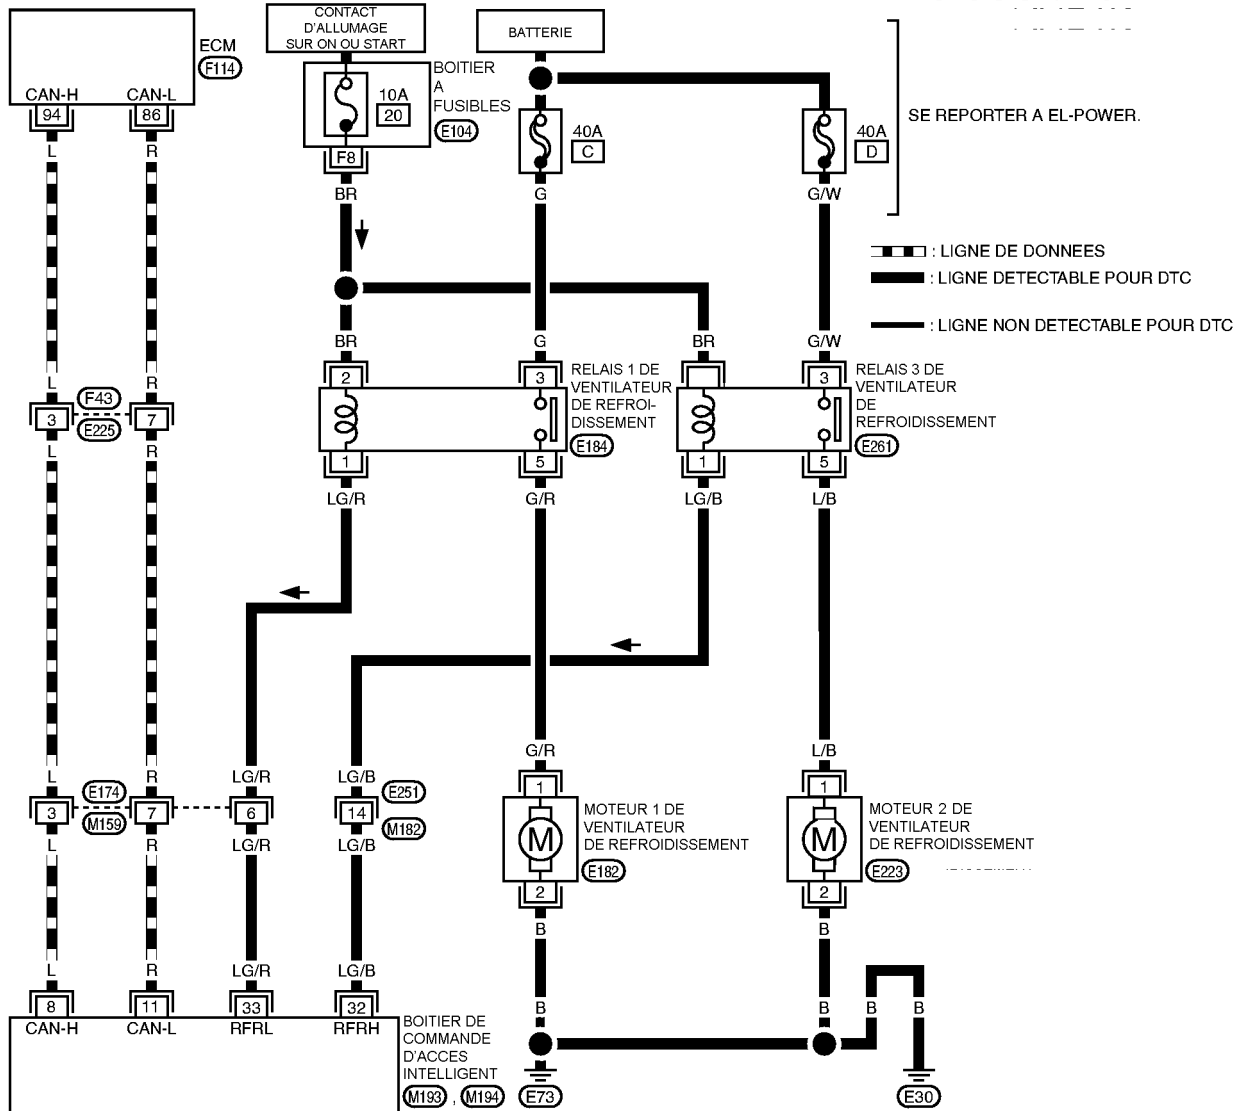 ECM
F114
CAN-H
CAN-L
94
86
L
R
CONTACT
D'ALLUMAGE
SUR ON OU START
BATTERIE
BOITIER
A
FUSIBLES
E104
10A
20
F8
BR
40A
C
G
40A
D
G/W
SE REPORTER A EL-POWER.
: LIGNE DE DONNEES
: LIGNE DETECTABLE POUR DTC
: LIGNE NON DETECTABLE POUR DTC
BR
G
BR
G/W
2
3
RELAIS 1 DE
VENTILATEUR
DE REFROI-
DISSEMENT
E184
3
RELAIS 3 DE
VENTILATEUR
DE
REFROIDISSEMENT
E261
1
5
1
5
LG/R
G/R
LG/B
L/B
L
R
F43
3
7
E225
L
R
L
R
LG/R
LG/B
E174
E251
3
7
6
14
M159
M182
L
R
LG/R
LG/B
G/R
L/B
1
1
M
M
MOTEUR 1 DE
VENTILATEUR
DE REFROIDISSEMENT
E182
MOTEUR 2 DE
VENTILATEUR
DE REFROIDISSEMENT
E223
2
2
B
B
L
R
LG/R
LG/B
8
11
33
32
CAN-H
CAN-L
RFRL
RFRH
BOITIER DE
COMMANDE
D'ACCES
INTELLIGENT
M193 , M194
B
B
B
B
E73
E30